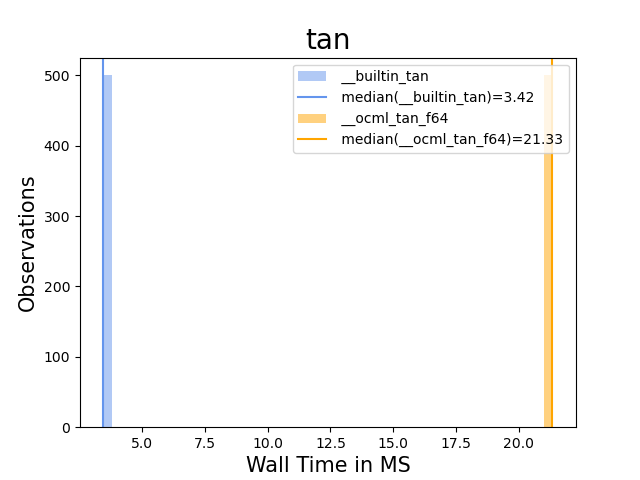 tan
__builtin_tan
median(__builtin_tan)=3.42
__ocml_tan_f64
median(__ocml_tan_f64)=21.33
Observations
500
400
300
200
100
0
5.0 7.5 10.0 12.5 15.0 17.5 20.0
Wall Time in MS